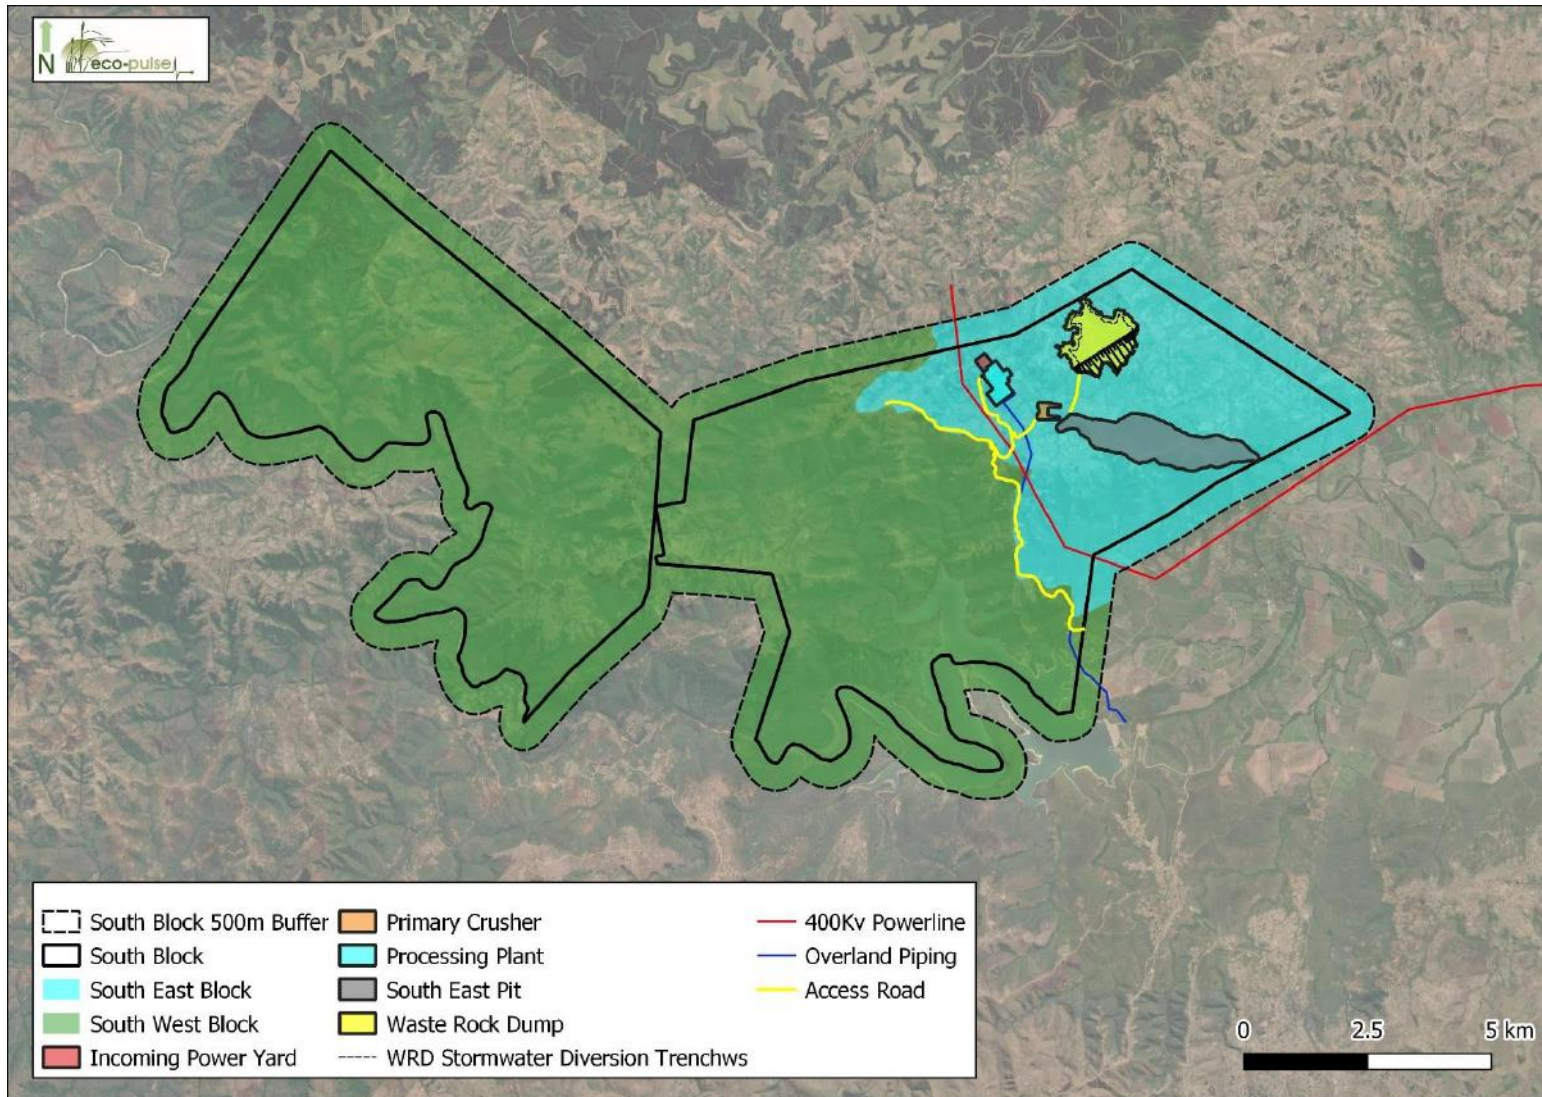 N
eco-pulse
South Block 500m Buffer
South Block
South East Block
South West Block
Incoming Power Yard
Primary Crusher
Processing Plant
South East Pit
Waste Rock Dump
WRD Stormwater Diversion Trenchws
400Kv Powerline
Overland Piping
Access Road
0 2.5 5 km